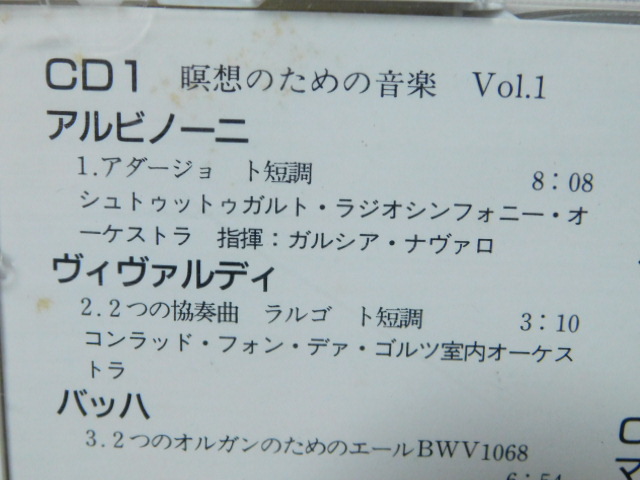 CD1 瞑想のための音楽 Vol.1
アルビノーニ
1.アダージョ ト短調 8:08
シュトゥットゥガルト・ラジオシンフォニー・オ
ーケストラ 指揮:ガルシア・ナヴァロ
ヴィヴァルディ
2.2つの協奏曲 ラルゴ ト短調 3:10
コンラッド・フォン・デァ・ゴルツ室内オーケス
トラ
バッハ
3.2つのオルガンのためのエールBWV1068